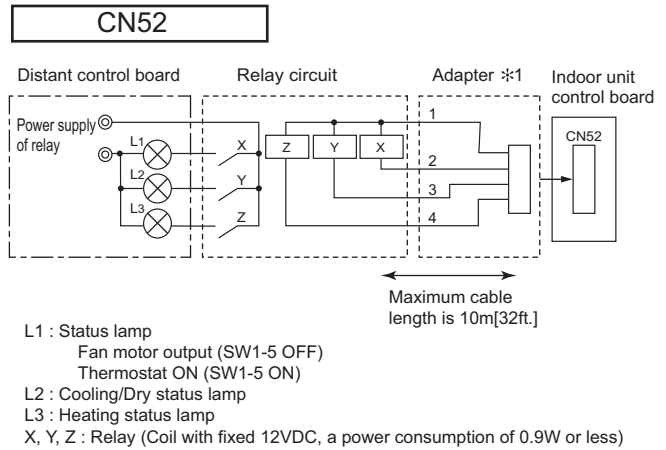 CN52
Distant control board
Relay circuit
Adapter ✻1
Indoor unit
control board
Power supply
of relay
L1
L2
L3
X
Y
Z
Z
Y
X
1
2
3
4
CN52
Maximum cable
length is 10m[32ft.]
L1 : Status lamp
Fan motor output (SW1-5 OFF)
Thermostat ON (SW1-5 ON)
L2 : Cooling/Dry status lamp
L3 : Heating status lamp
X, Y, Z : Relay (Coil with fixed 12VDC, a power consumption of 0.9W or less)